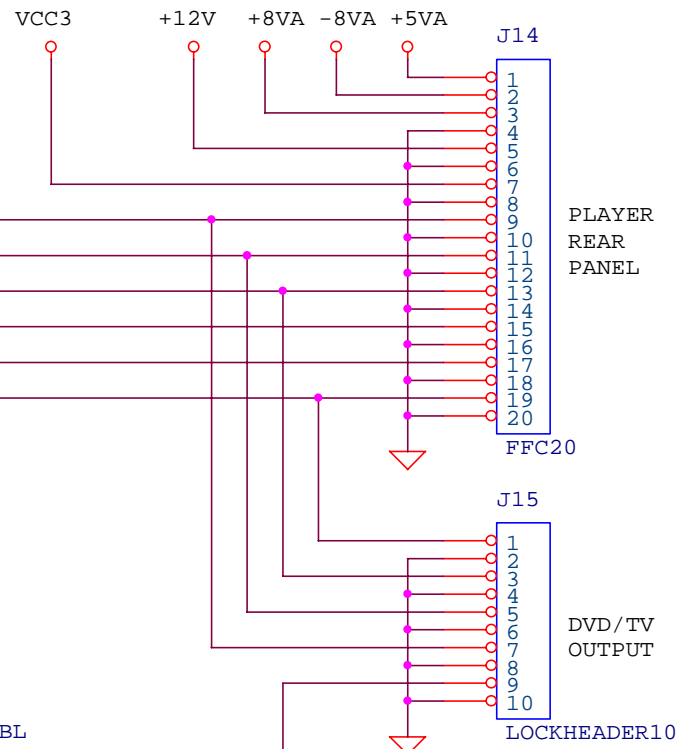 VCC3 +12V +8VA -8VA +5VA
J14
1
2
3
4
5
6
7
8
9
10
11
12
13
14
15
16
17
18
19
20
PLAYER
REAR
PANEL
FFC20
J15
1
2
3
4
5
6
7
8
9
10
DVD/TV
OUTPUT
BL
LOCKHEADER10